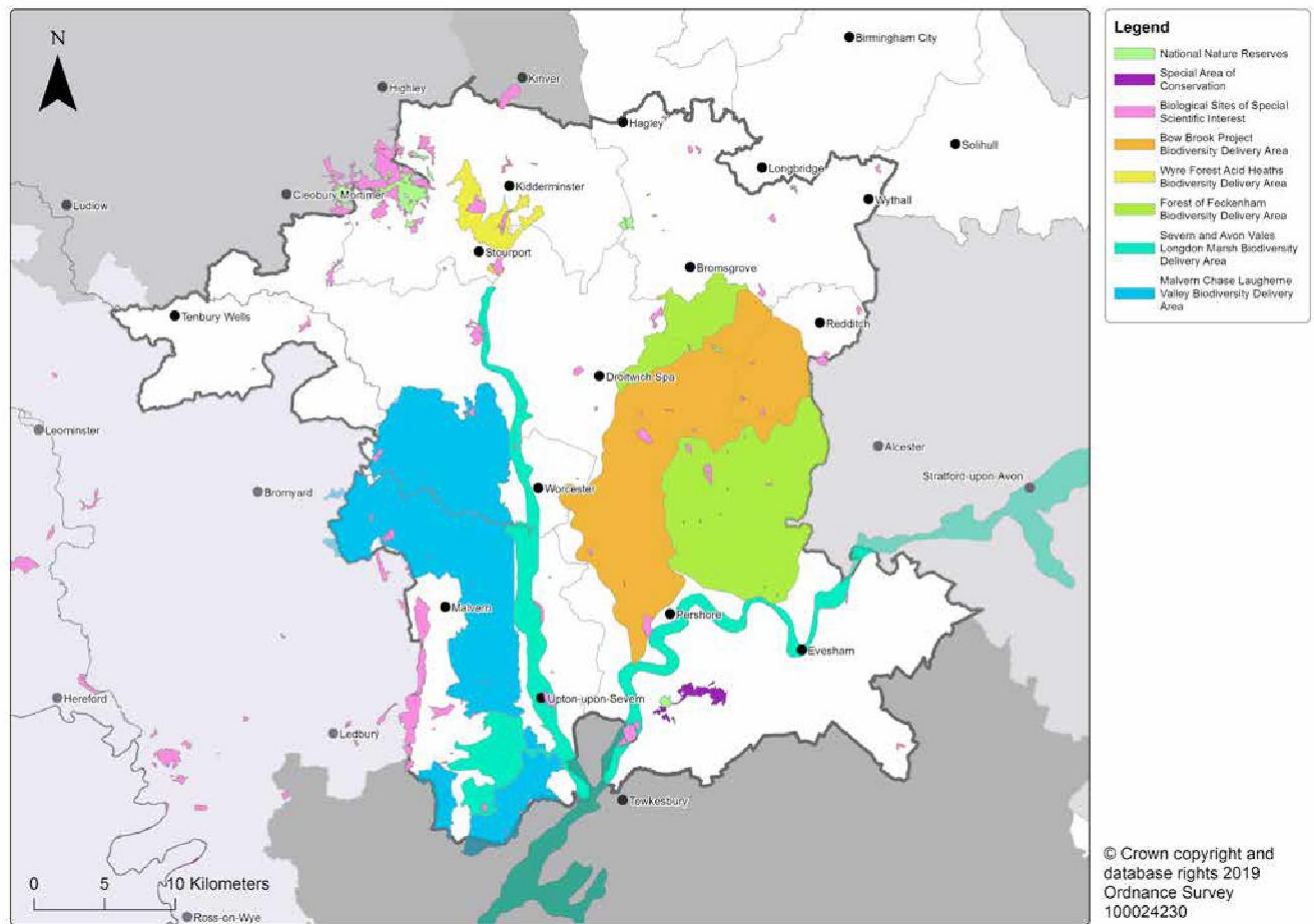 N
Birmingham City
Kinver
Highley
Hagley
Solihull
Longbridge
Kidderminster
Cleobury Mortimer
Wythall
Ludlow
Stourport
Bromsgrove
Tenbury Wells
Redditch
Droitwich Spa
Leominster
Alcester
Stratford-upon-Avon
Bromyard
Worcester
Malvern
Pershore
Evesham
Hereford
Upton-upon-Severn
Ledbury
Tewkesbury
0 5 10 Kilometers
Ross-on-Wye
Legend
National Nature Reserves
Special Area of
Conservation
Biological Sites of Special
Scientific Interest
Bow Brook Project
Biodiversity Delivery Area
Wyre Forest Acid Heaths
Biodiversity Delivery Area
Forest of Feckenham
Biodiversity Delivery Area
Severn and Avon Vales
Longdon Marsh Biodiversity
Delivery Area
Malvern Chase Laugherne
Valley Biodiversity Delivery
Area
© Crown copyright and
database rights 2019
Ordnance Survey
100024230